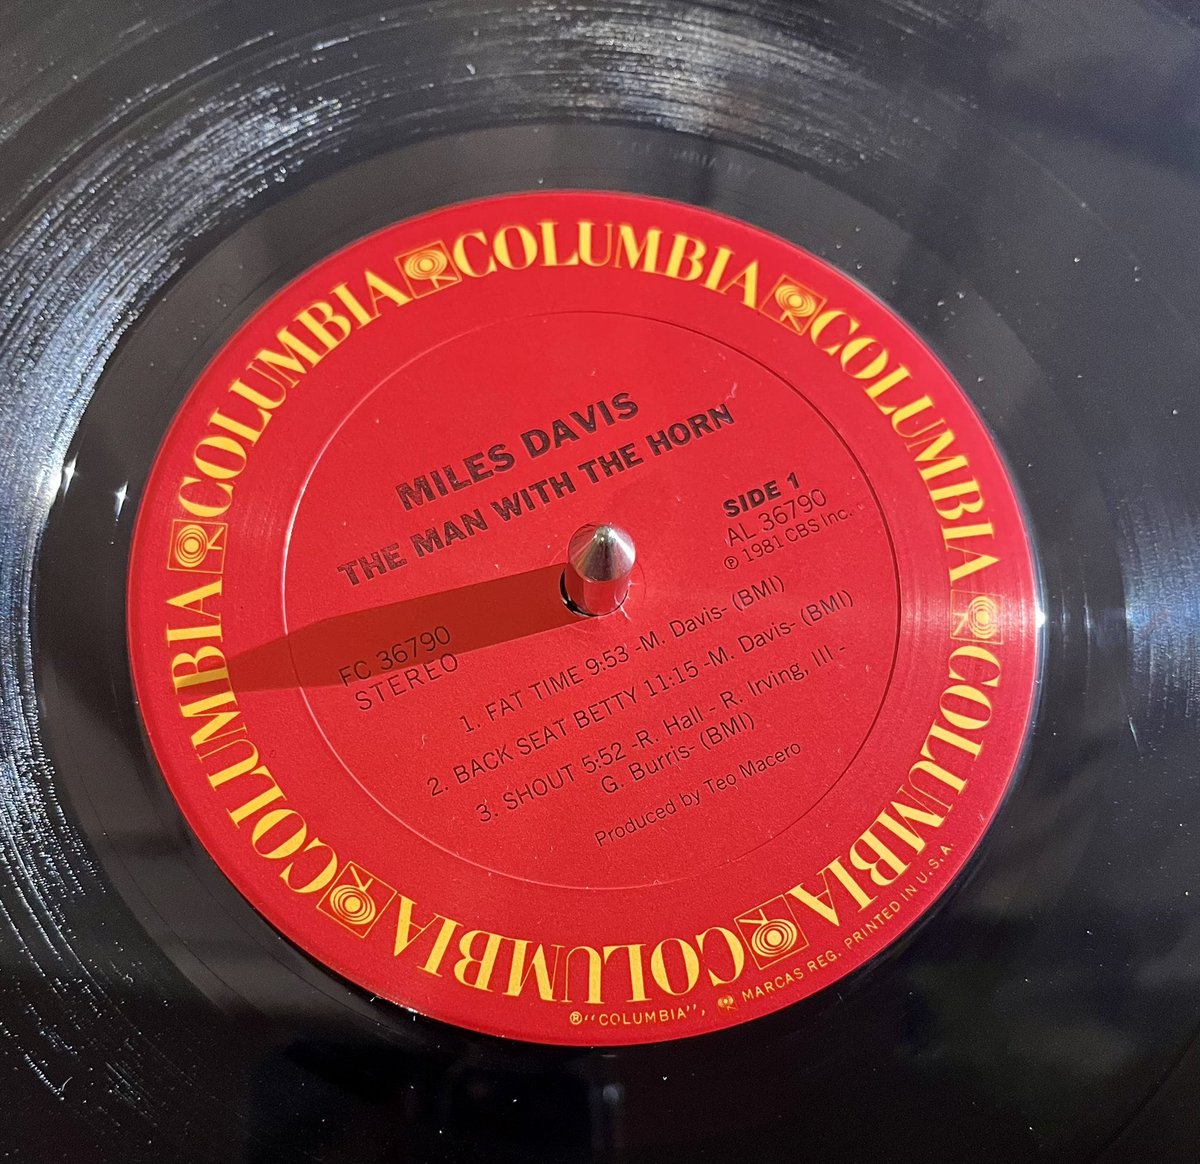 COLUMBIA COLUMBIA COLUMBIA COLUMBIA COLUMBIA COLUMBIA
MILES DAVIS
THE MAN WITH THE HORN
SIDE 1
AL 36790
℗ 1981 CBS Inc.
FC 36790
STEREO
1. FAT TIME 9:53 -M. Davis- (BMI)
2. BACK SEAT BETTY 11:15 -M. Davis- (BMI)
3. SHOUT 5:52 -R. Hall - R. Irving, III -
G. Burris- (BMI)
Produced by Teo Macero
®"COLUMBIA", MARCAS REG. PRINTED IN U.S.A.